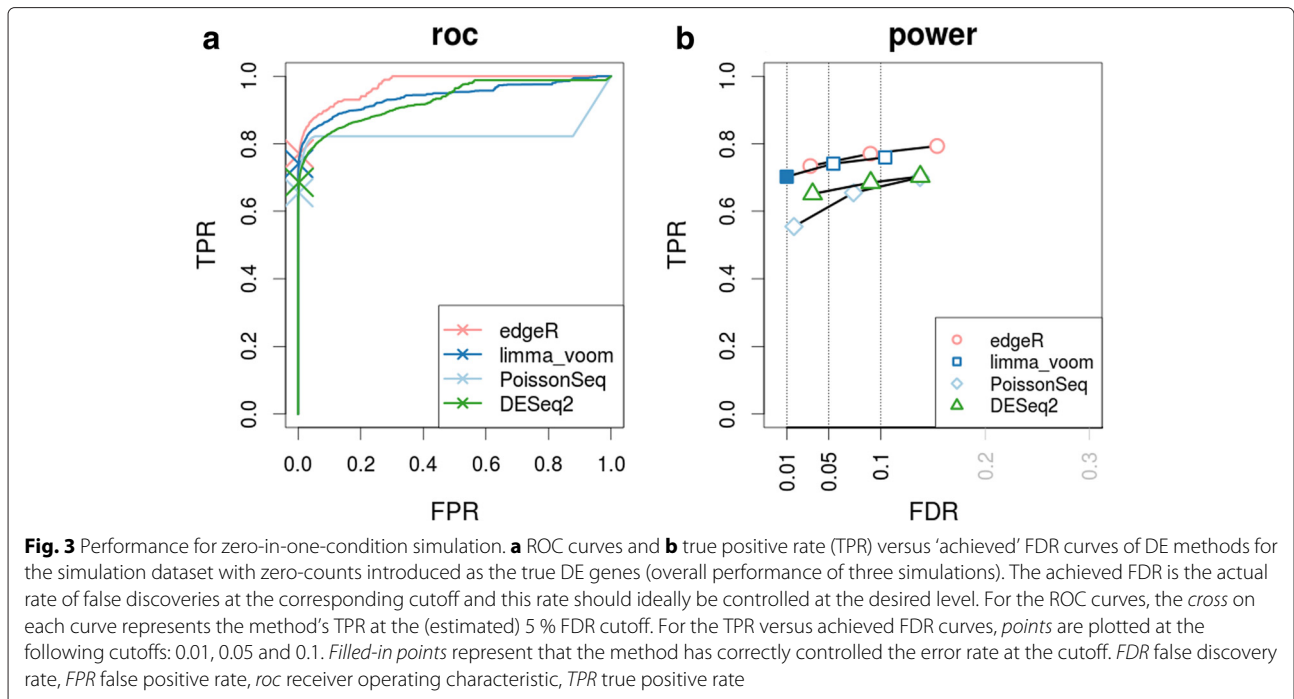 a
roc
TPR
1.0
0.8
0.6
0.4
0.2
0.0
0.0 0.2 0.4 0.6 0.8 1.0
FPR
edgeR
limma_voom
PoissonSeq
DESeq2
b
power
TPR
1.0
0.8
0.6
0.4
0.2
0.0
0.01 0.05 0.1 0.2 0.3
FDR
edgeR
limma_voom
PoissonSeq
DESeq2
Fig. 3 Performance for zero-in-one-condition simulation. a ROC curves and b true positive rate (TPR) versus ‘achieved’ FDR curves of DE methods for
the simulation dataset with zero-counts introduced as the true DE genes (overall performance of three simulations). The achieved FDR is the actual
rate of false discoveries at the corresponding cutoff and this rate should ideally be controlled at the desired level. For the ROC curves, the cross on
each curve represents the method’s TPR at the (estimated) 5 % FDR cutoff. For the TPR versus achieved FDR curves, points are plotted at the
following cutoffs: 0.01, 0.05 and 0.1. Filled-in points represent that the method has correctly controlled the error rate at the cutoff. FDR false discovery
rate, FPR false positive rate, roc receiver operating characteristic, TPR true positive rate